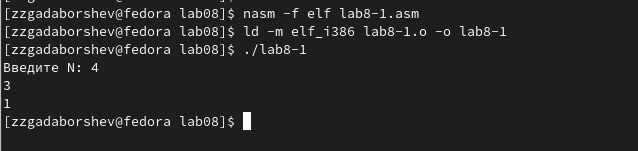 [zzgadaborshev@fedora lab08]$ nasm -f elf lab8-1.asm
[zzgadaborshev@fedora lab08]$ ld -m elf_i386 lab8-1.o -o lab8-1
[zzgadaborshev@fedora lab08]$ ./lab8-1
Введите N: 4
3
1
[zzgadaborshev@fedora lab08]$